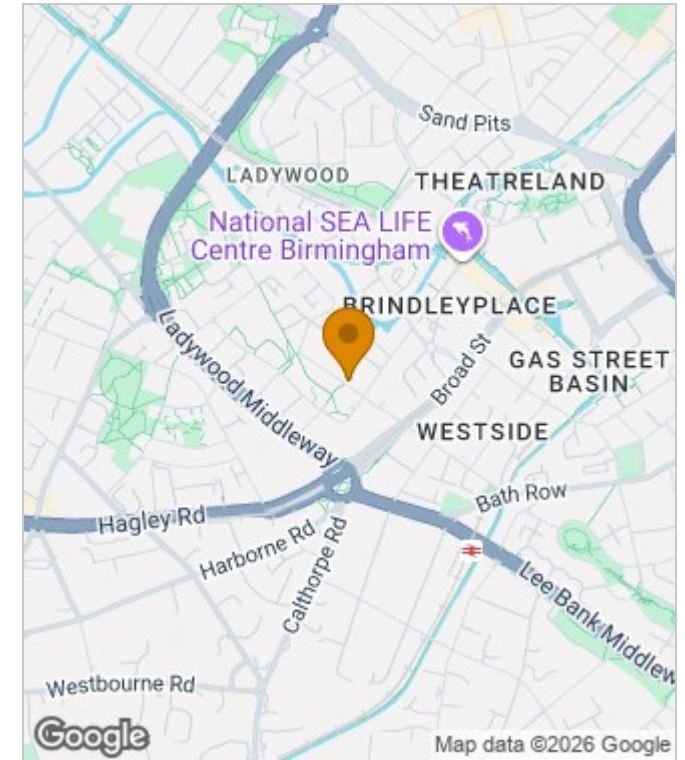 Sand Pits
LADYWOOD
THEATRELAND
National SEA LIFE
Centre Birmingham
BRINDLEYPLACE
Ladywood Middleway
Broad St
GAS STREET
BASIN
WESTSIDE
Bath Row
Hagley Rd
Harborne Rd
Calthorpe Rd
Lee Bank Middlew
Westbourne Rd
Google
Map data ©2026 Google